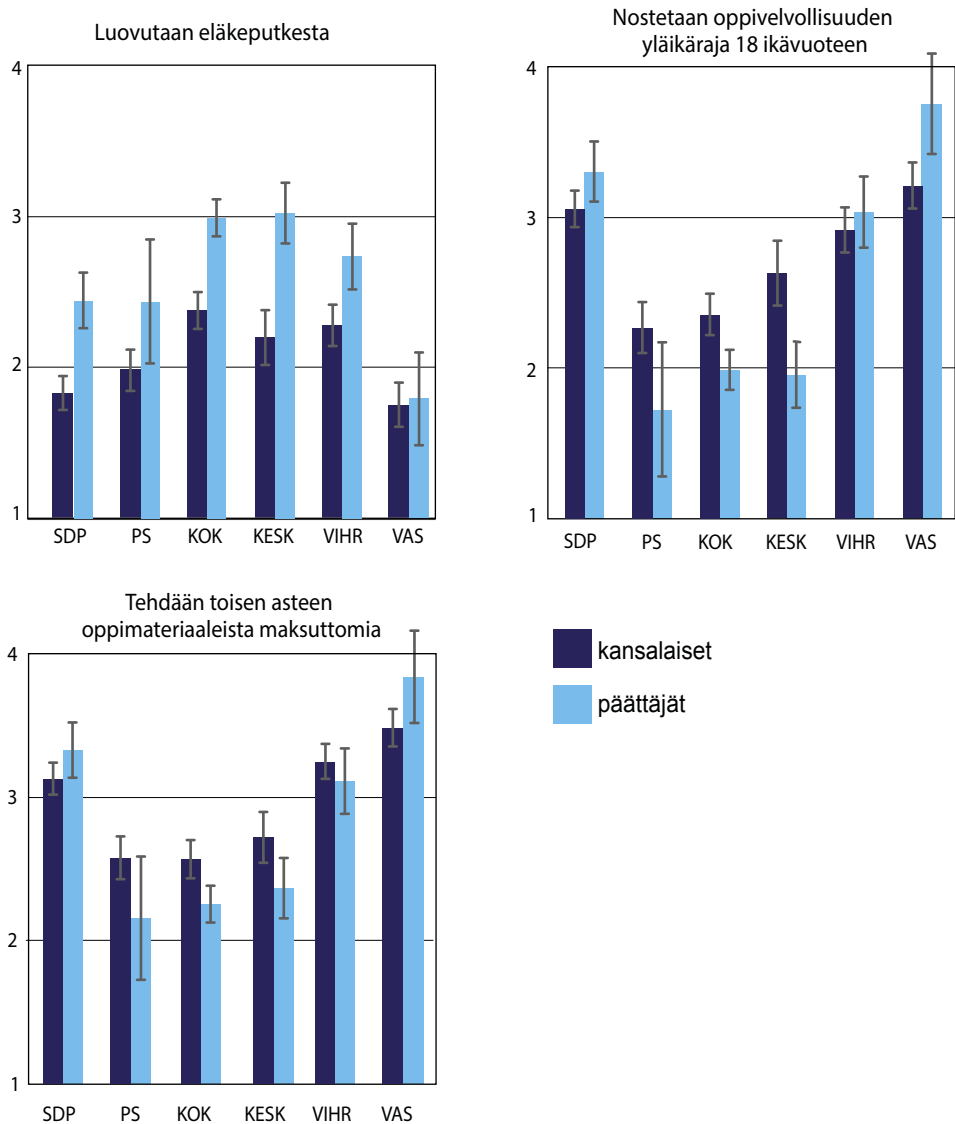 Luovutaan eläkeputkesta
4
3
2
1
SDP PS KOK KESK VIHR VAS
Nostetaan oppivelvollisuuden
yläikäraja 18 ikävuoteen
4
3
2
1
SDP PS KOK KESK VIHR VAS
Tehdään toisen asteen
oppimateriaaleista maksuttomia
4
3
2
1
SDP PS KOK KESK VIHR VAS
kansalaiset
päättäjät